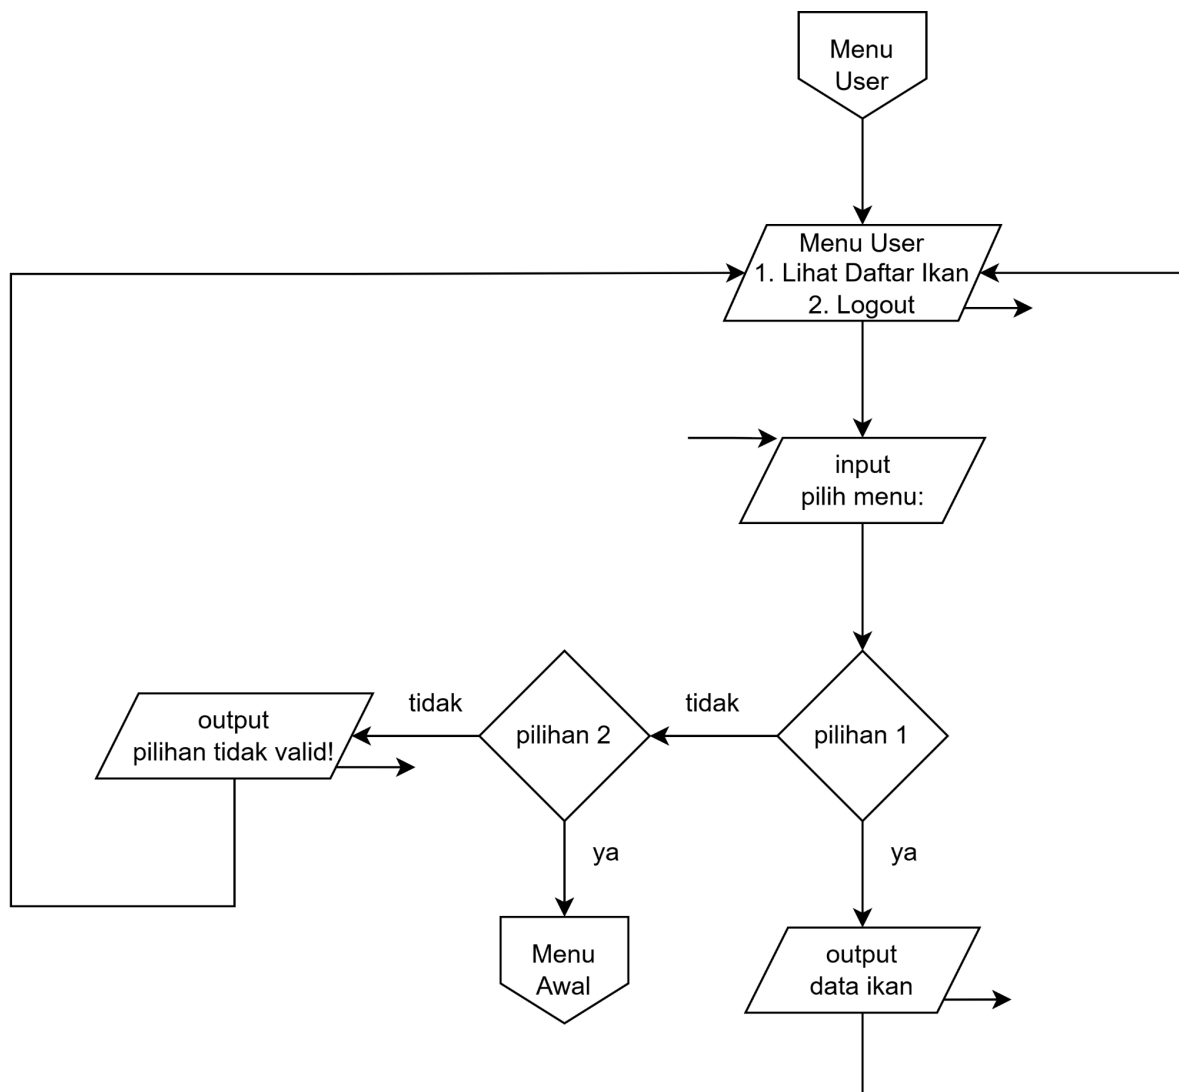 Menu
User
Menu User
1. Lihat Daftar Ikan
2. Logout
input
pilih menu:
pilihan 1
tidak
pilihan 2
tidak
output
pilihan tidak valid!
ya
Menu
Awal
ya
output
data ikan